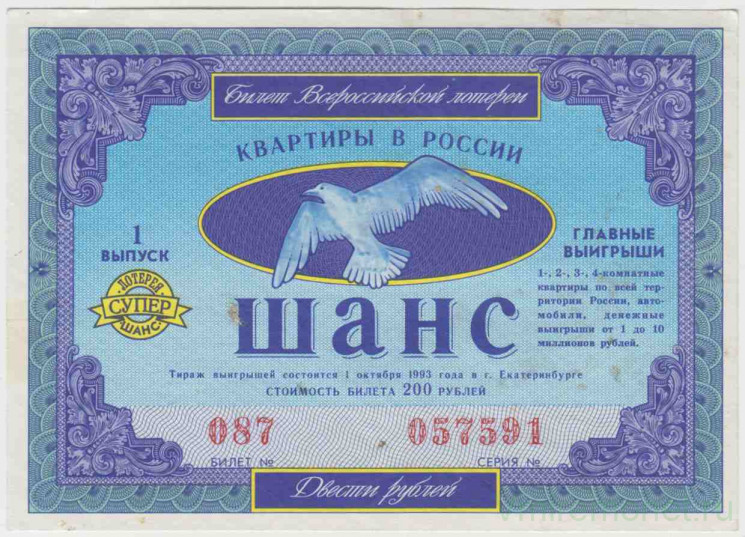 Билет Всероссийской лотереи
КВАРТИРЫ В РОССИИ
1
ВЫПУСК
ЛОТЕРЕЯ
СУПЕР
ШАНС
ШАНС
ГЛАВНЫЕ
ВЫИГРЫШИ
1-, 2-, 3-, 4-комнатные
квартиры по всей тер-
ритории России, авто-
мобили, денежные
выигрыши от 1 до 10
миллионов рублей.
Тираж выигрышей состоится 1 октября 1993 года в г. Екатеринбурге
СТОИМОСТЬ БИЛЕТА 200 РУБЛЕЙ
087 057591
БИЛЕТ № СЕРИЯ №
Двести рублей